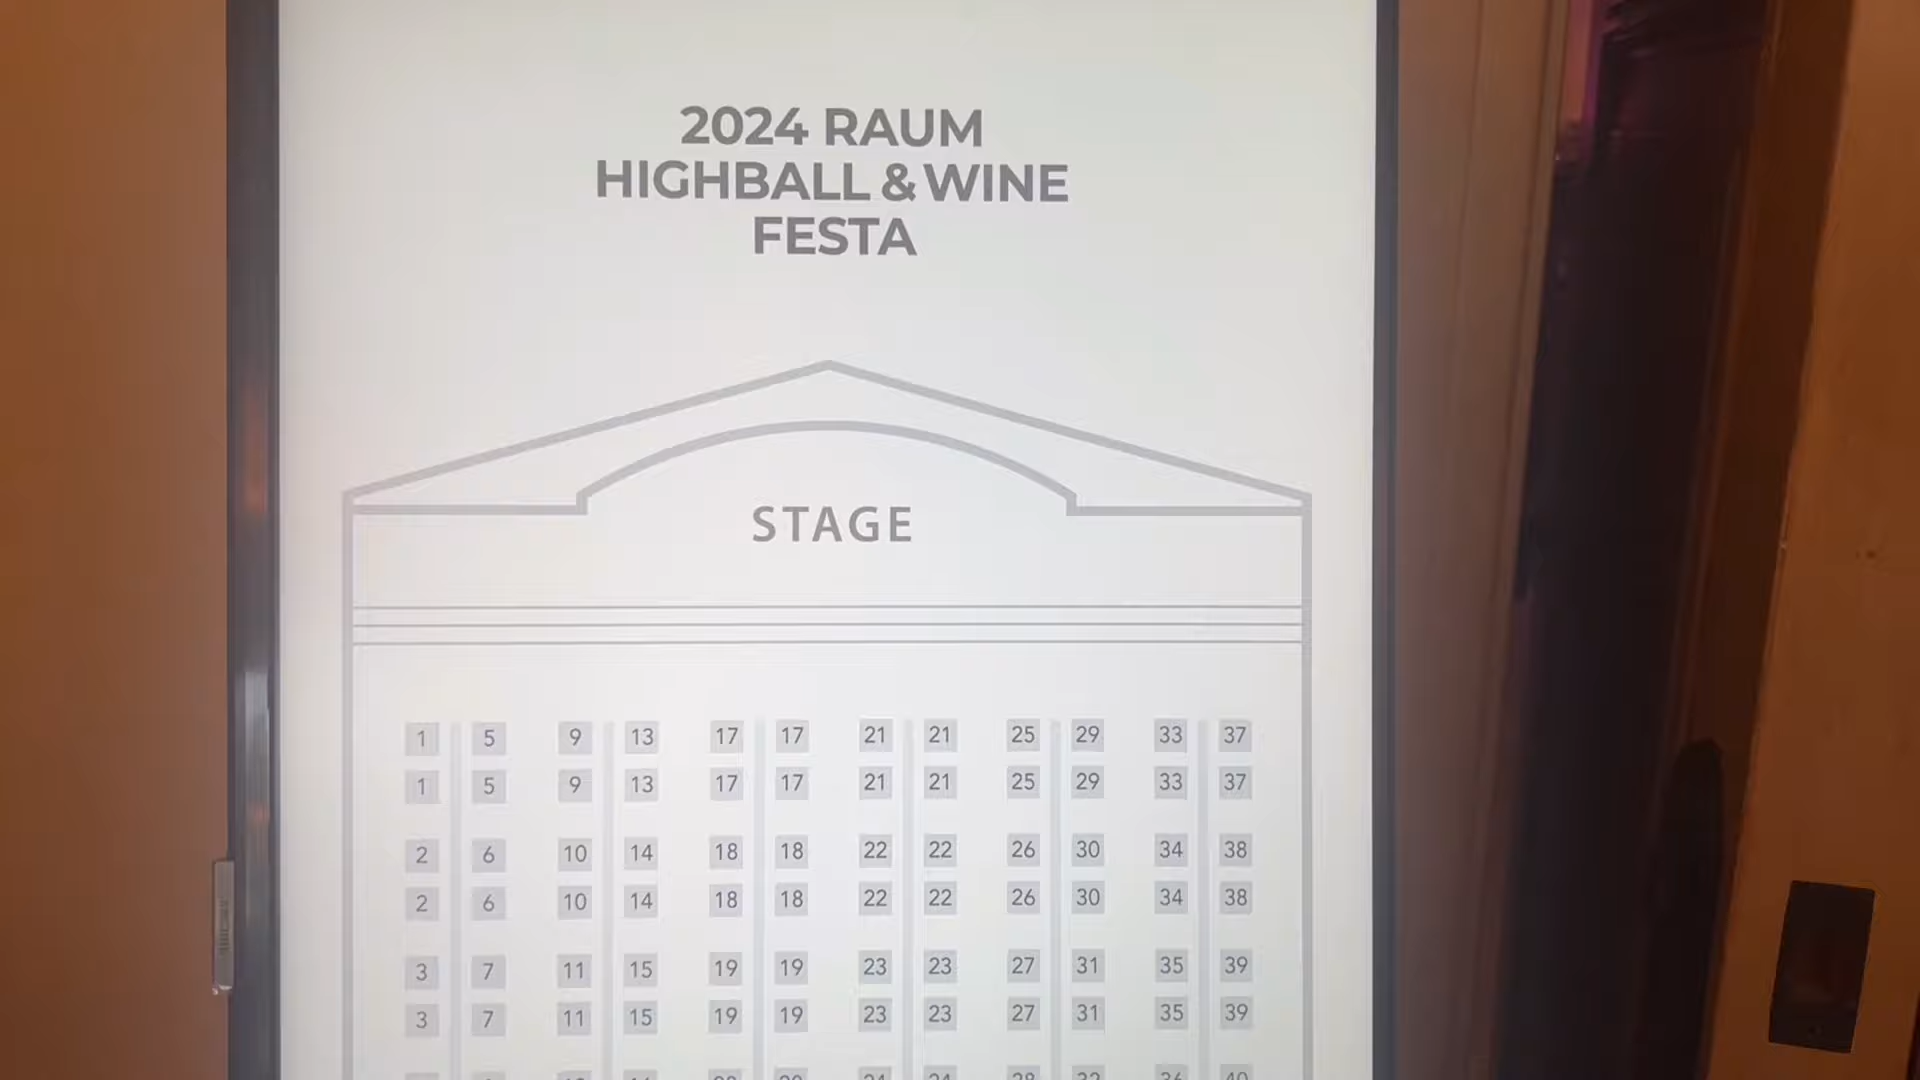 2024 RAUM
HIGHBALL & WINE
FESTA
STAGE
1 5 9 13 17 17 21 21 25 29 33 37
1 5 9 13 17 17 21 21 25 29 33 37
2 6 10 14 18 18 22 22 26 30 34 38
2 6 10 14 18 18 22 22 26 30 34 38
3 7 11 15 19 19 23 23 27 31 35 39
3 7 11 15 19 19 23 23 27 31 35 39